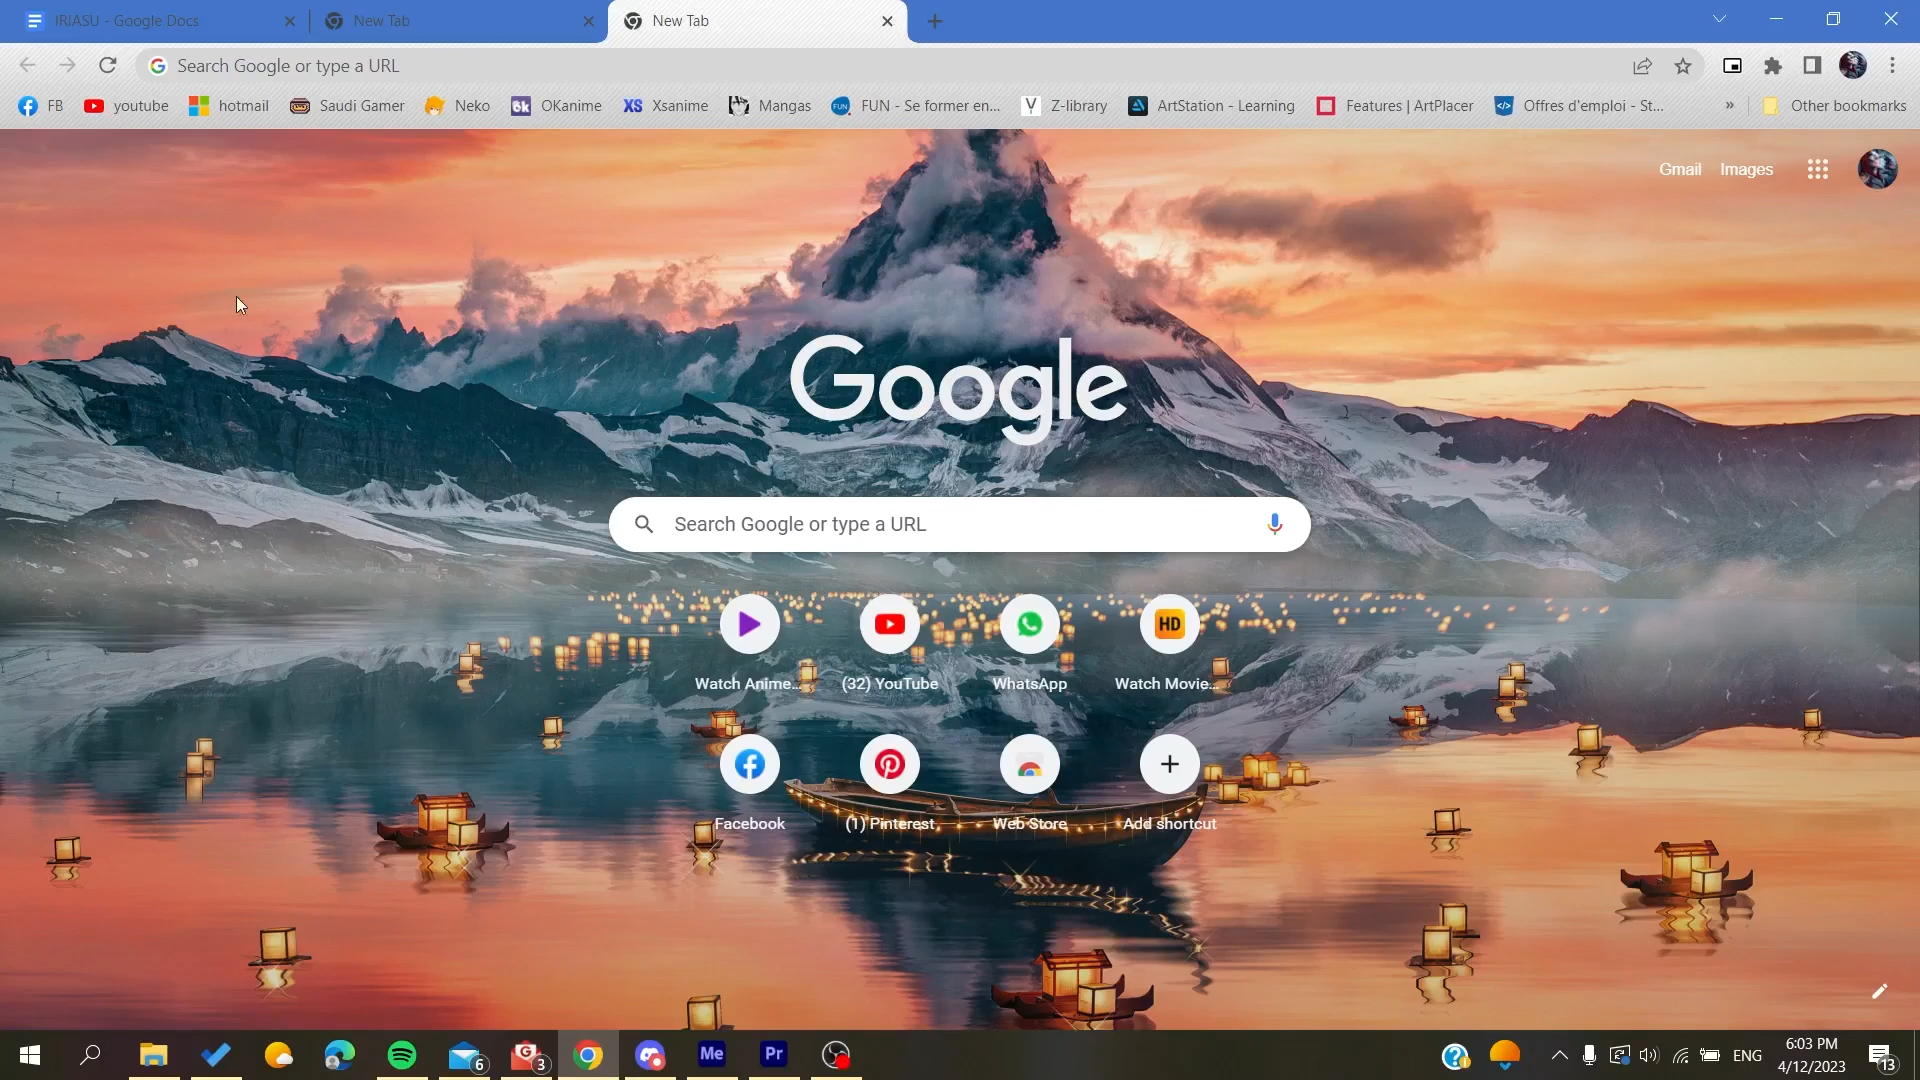 IRIASU - Google Docs
New Tab
New Tab
Search Google or type a URL
FB
youtube
hotmail
Saudi Gamer
Neko
OKanime
XS Xsanime
Mangas
FUN - Se former en...
Z-library
ArtStation - Learning
Features | ArtPlacer
Offres d'emploi - St...
»
Other bookmarks
Gmail
Images
Google
Search Google or type a URL
HD
Watch Anime...
(32) YouTube
WhatsApp
Watch Movie...
Facebook
(1) Pinterest
Web Store
Add shortcut
6
3
Me
Pr
ENG
6:03 PM
4/12/2023
13